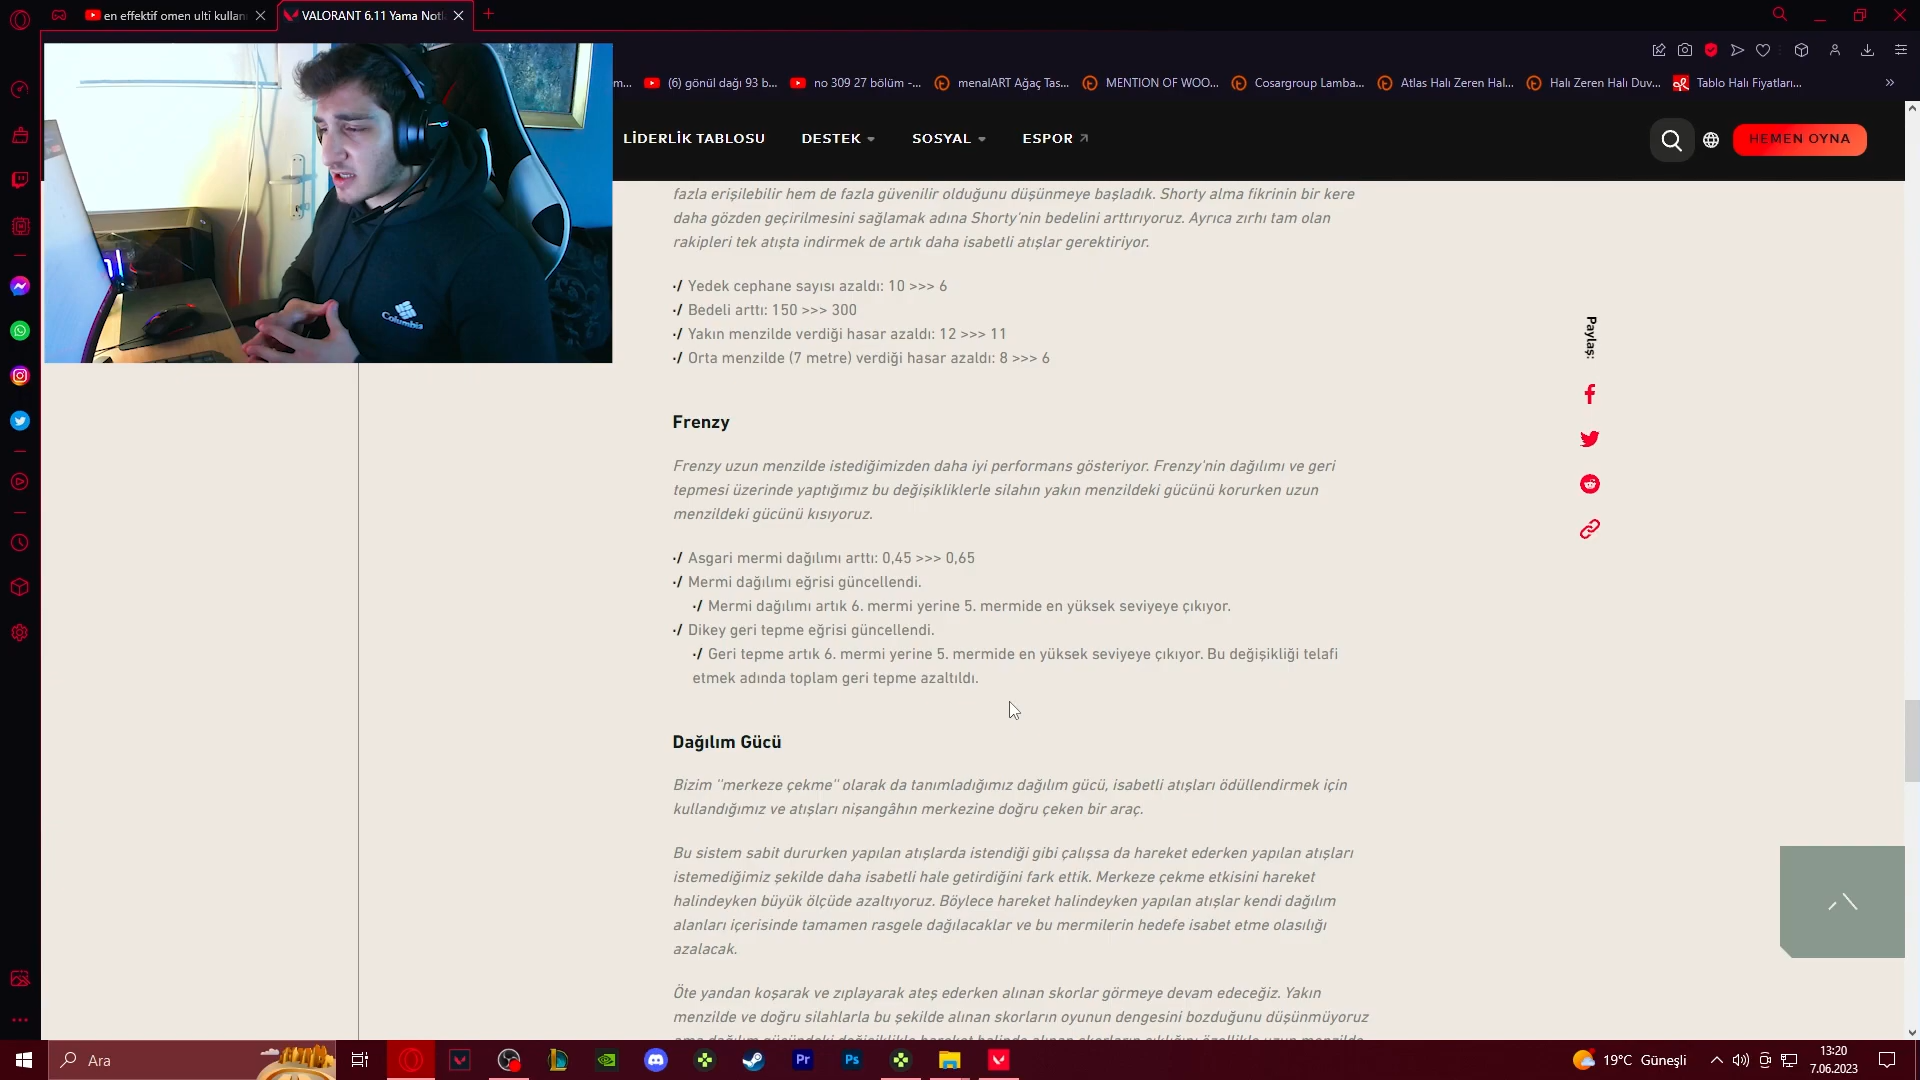 en effektif omen ulti kullan
VALORANT 6.11 Yama Notl
m...
(6) gönül dağı 93 b...
no 309 27 bölüm -...
menalART Ağaç Tas...
MENTION OF WOO...
Cosargroup Lamba...
Atlas Halı Zeren Hal...
Halı Zeren Halı Duv...
Tablo Halı Fiyatları...
LİDERLİK TABLOSU
DESTEK
SOSYAL
ESPOR
HEMEN OYNA
Columbia
fazla erişilebilir hem de fazla güvenilir olduğunu düşünmeye başladık. Shorty alma fikrinin bir kere
daha gözden geçirilmesini sağlamak adına Shorty'nin bedelini arttırıyoruz. Ayrıca zırhı tam olan
rakipleri tek atışta indirmek de artık daha isabetli atışlar gerektiriyor.
Yedek cephane sayısı azaldı: 10 >>> 6
Bedeli arttı: 150 >>> 300
Yakın menzilde verdiği hasar azaldı: 12 >>> 11
Orta menzilde (7 metre) verdiği hasar azaldı: 8 >>> 6
Paylaş:
Frenzy
Frenzy uzun menzilde istediğimizden daha iyi performans gösteriyor. Frenzy'nin dağılımı ve geri
tepmesi üzerinde yaptığımız bu değişikliklerle silahın yakın menzildeki gücünü korurken uzun
menzildeki gücünü kısıyoruz.
Asgari mermi dağılımı arttı: 0,45 >>> 0,65
Mermi dağılımı eğrisi güncellendi.
Mermi dağılımı artık 6. mermi yerine 5. mermide en yüksek seviyeye çıkıyor.
Dikey geri tepme eğrisi güncellendi.
Geri tepme artık 6. mermi yerine 5. mermide en yüksek seviyeye çıkıyor. Bu değişikliği telafi
etmek adında toplam geri tepme azaltıldı.
Dağılım Gücü
Bizim "merkeze çekme" olarak da tanımladığımız dağılım gücü, isabetli atışları ödüllendirmek için
kullandığımız ve atışları nişangâhın merkezine doğru çeken bir araç.
Bu sistem sabit dururken yapılan atışlarda istendiği gibi çalışsa da hareket ederken yapılan atışları
istemediğimiz şekilde daha isabetli hale getirdiğini fark ettik. Merkeze çekme etkisini hareket
halindeyken büyük ölçüde azaltıyoruz. Böylece hareket halindeyken yapılan atışlar kendi dağılım
alanları içerisinde tamamen rasgele dağılacaklar ve bu mermilerin hedefe isabet etme olasılığı
azalacak.
Öte yandan koşarak ve zıplayarak ateş ederken alınan skorlar görmeye devam edeceğiz. Yakın
menzilde ve doğru silahlarla bu şekilde alınan skorların oyunun dengesini bozduğunu düşünmüyoruz
Ara
Pr
Ps
19°C Güneşli
13:20
7.06.2023